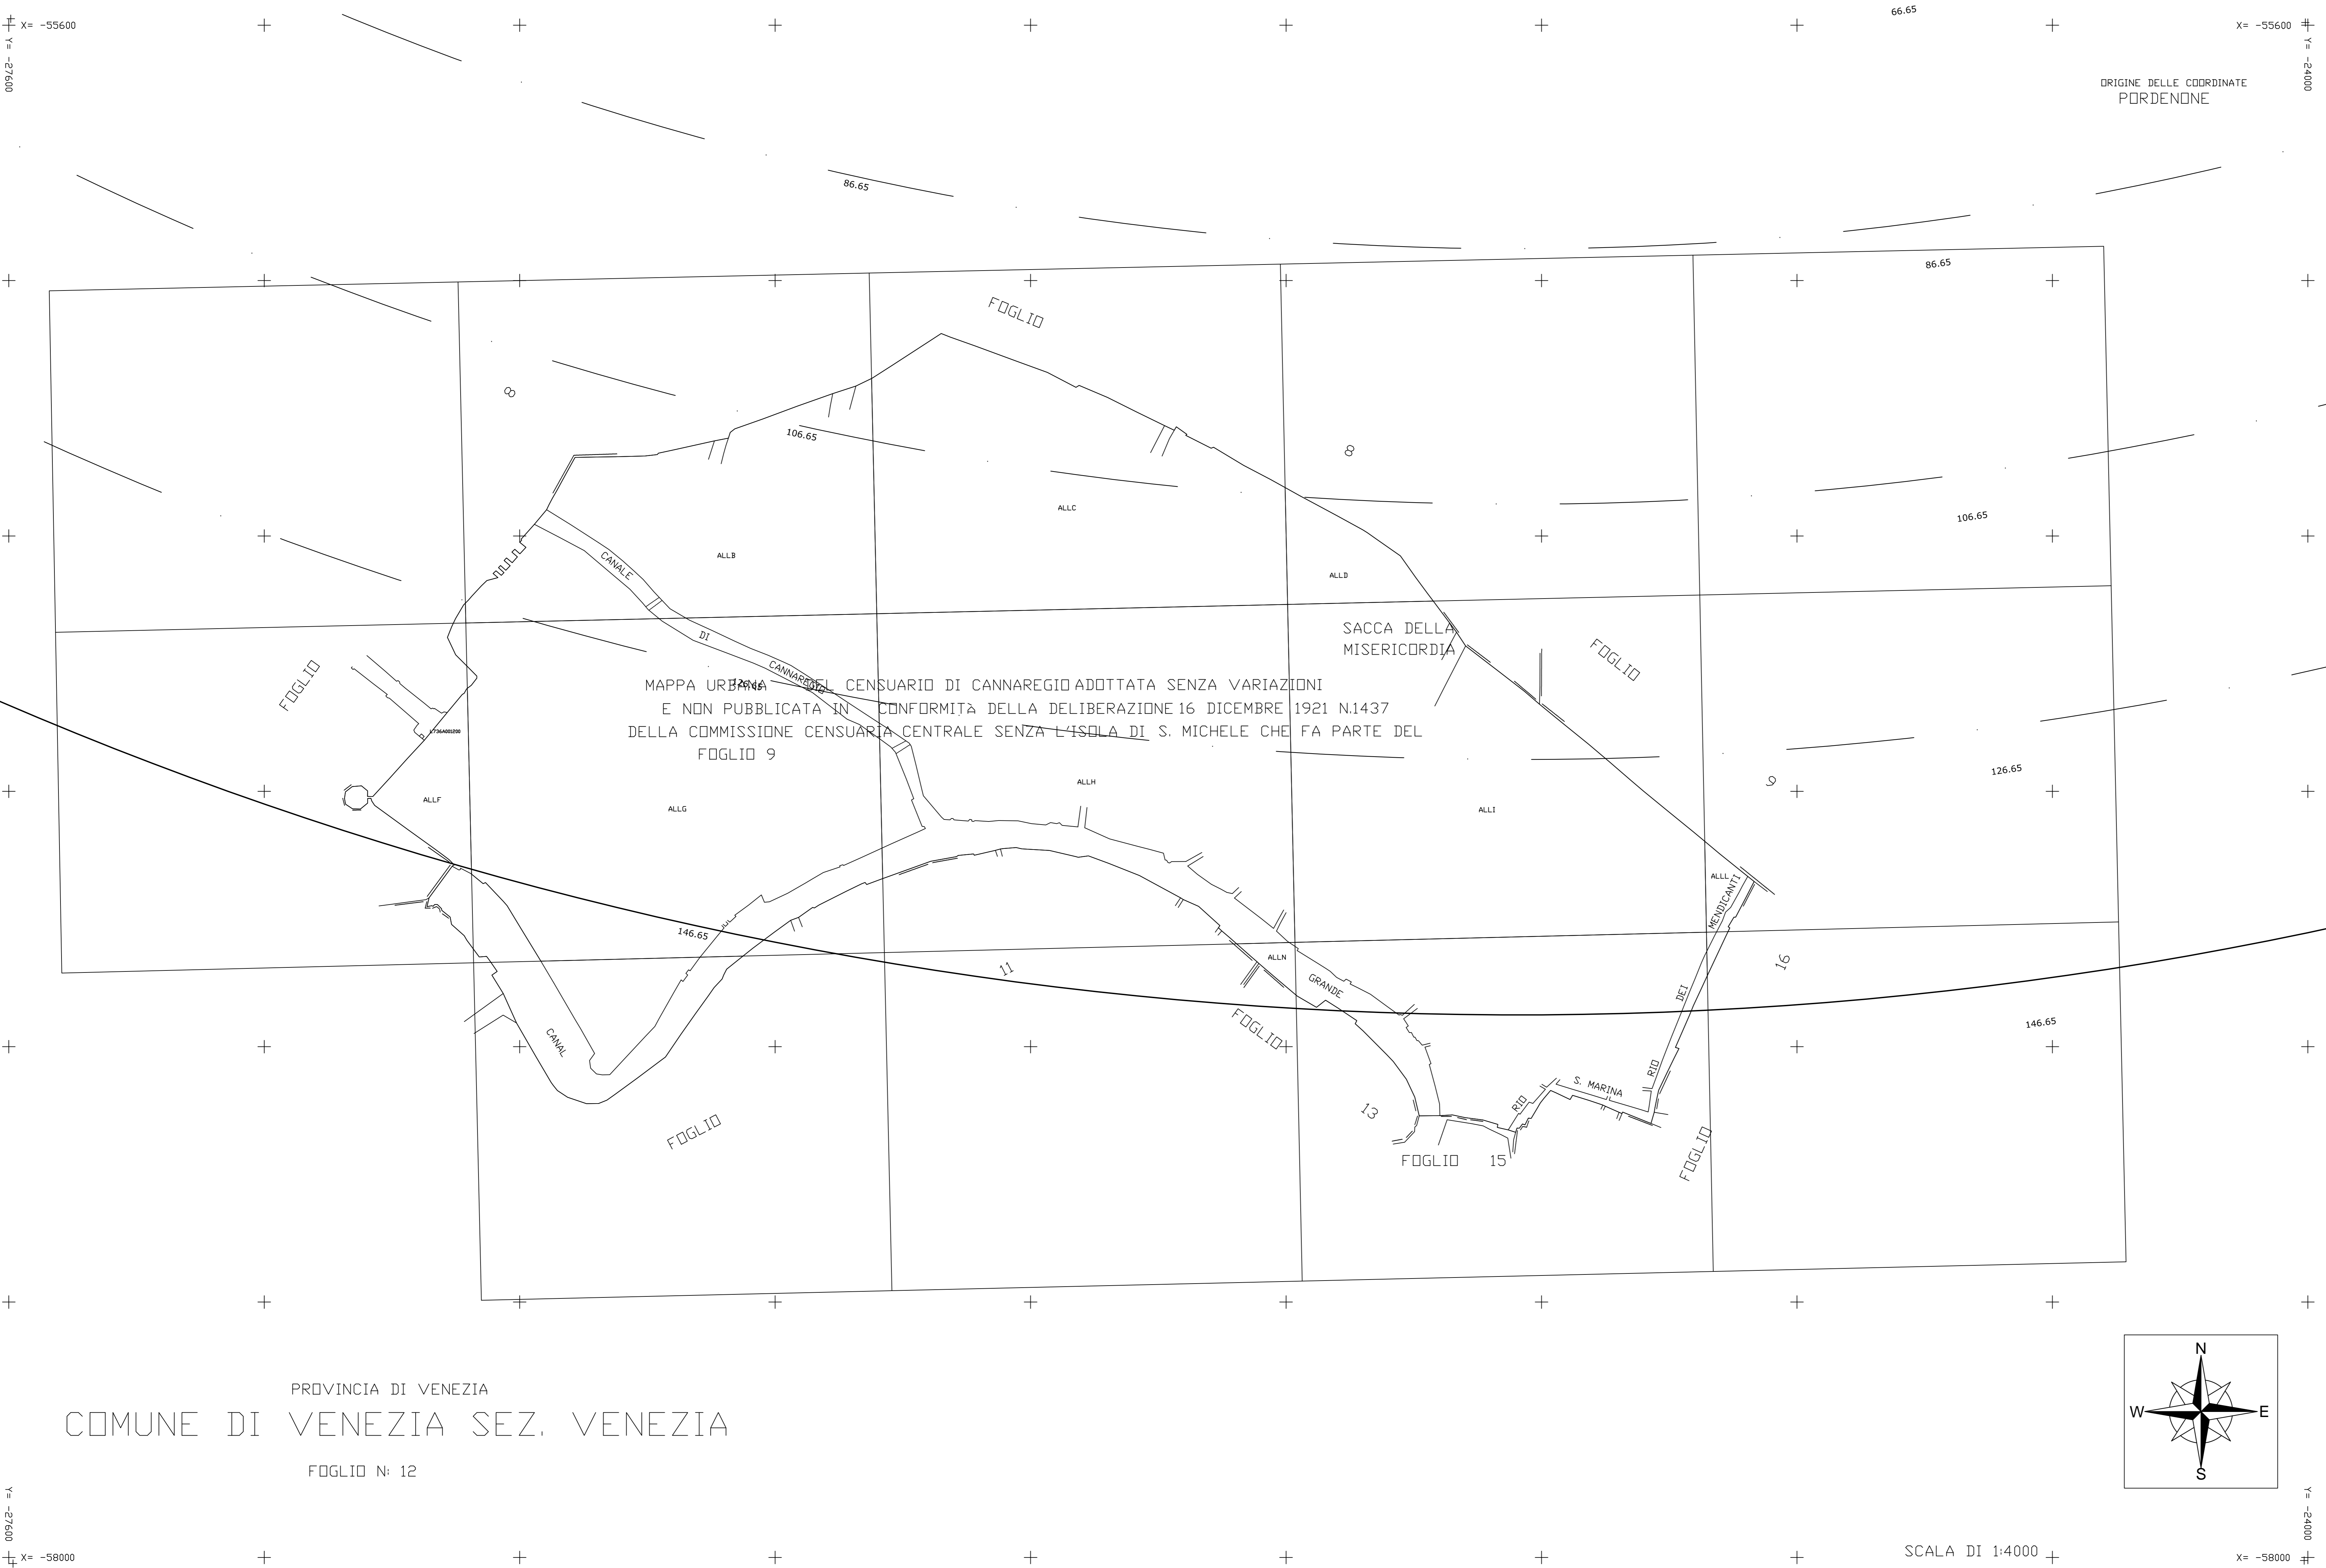 X= -55600
Y= -27600
66.65
X= -55600
Y= -24000
ORIGINE DELLE COORDINATE
PORDENONE
86.65
86.65
FOGLIO
8
8
106.65
ALLC
106.65
ALLB
CANALE
ALLD
DI
SACCA DELLA
MISERICORDIA
FOGLIO
FOGLIO
CANNAREGIO
126.65
MAPPA URBANA DEL CENSUARIO DI CANNAREGIO ADOTTATA SENZA VARIAZIONI
E NON PUBBLICATA IN CONFORMITà DELLA DELIBERAZIONE 16 DICEMBRE 1921 N.1437
DELLA COMMISSIONE CENSUARIA CENTRALE SENZA L'ISOLA DI S. MICHELE CHE FA PARTE DEL
FOGLIO 9
L736A001200
126.65
9
ALLH
ALLF
ALLG
ALLI
ALLL
MENDICANTI
146.65
ALLN
11
16
GRANDE
DEI
FOGLIO
146.65
CANAL
RIO
S. MARINA
RIO
13
FOGLIO
FOGLIO
FOGLIO 15
PROVINCIA DI VENEZIA
COMUNE DI VENEZIA SEZ. VENEZIA
FOGLIO N: 12
N
W
E
S
Y= -27600
X= -58000
SCALA DI 1:4000
Y= -24000
X= -58000